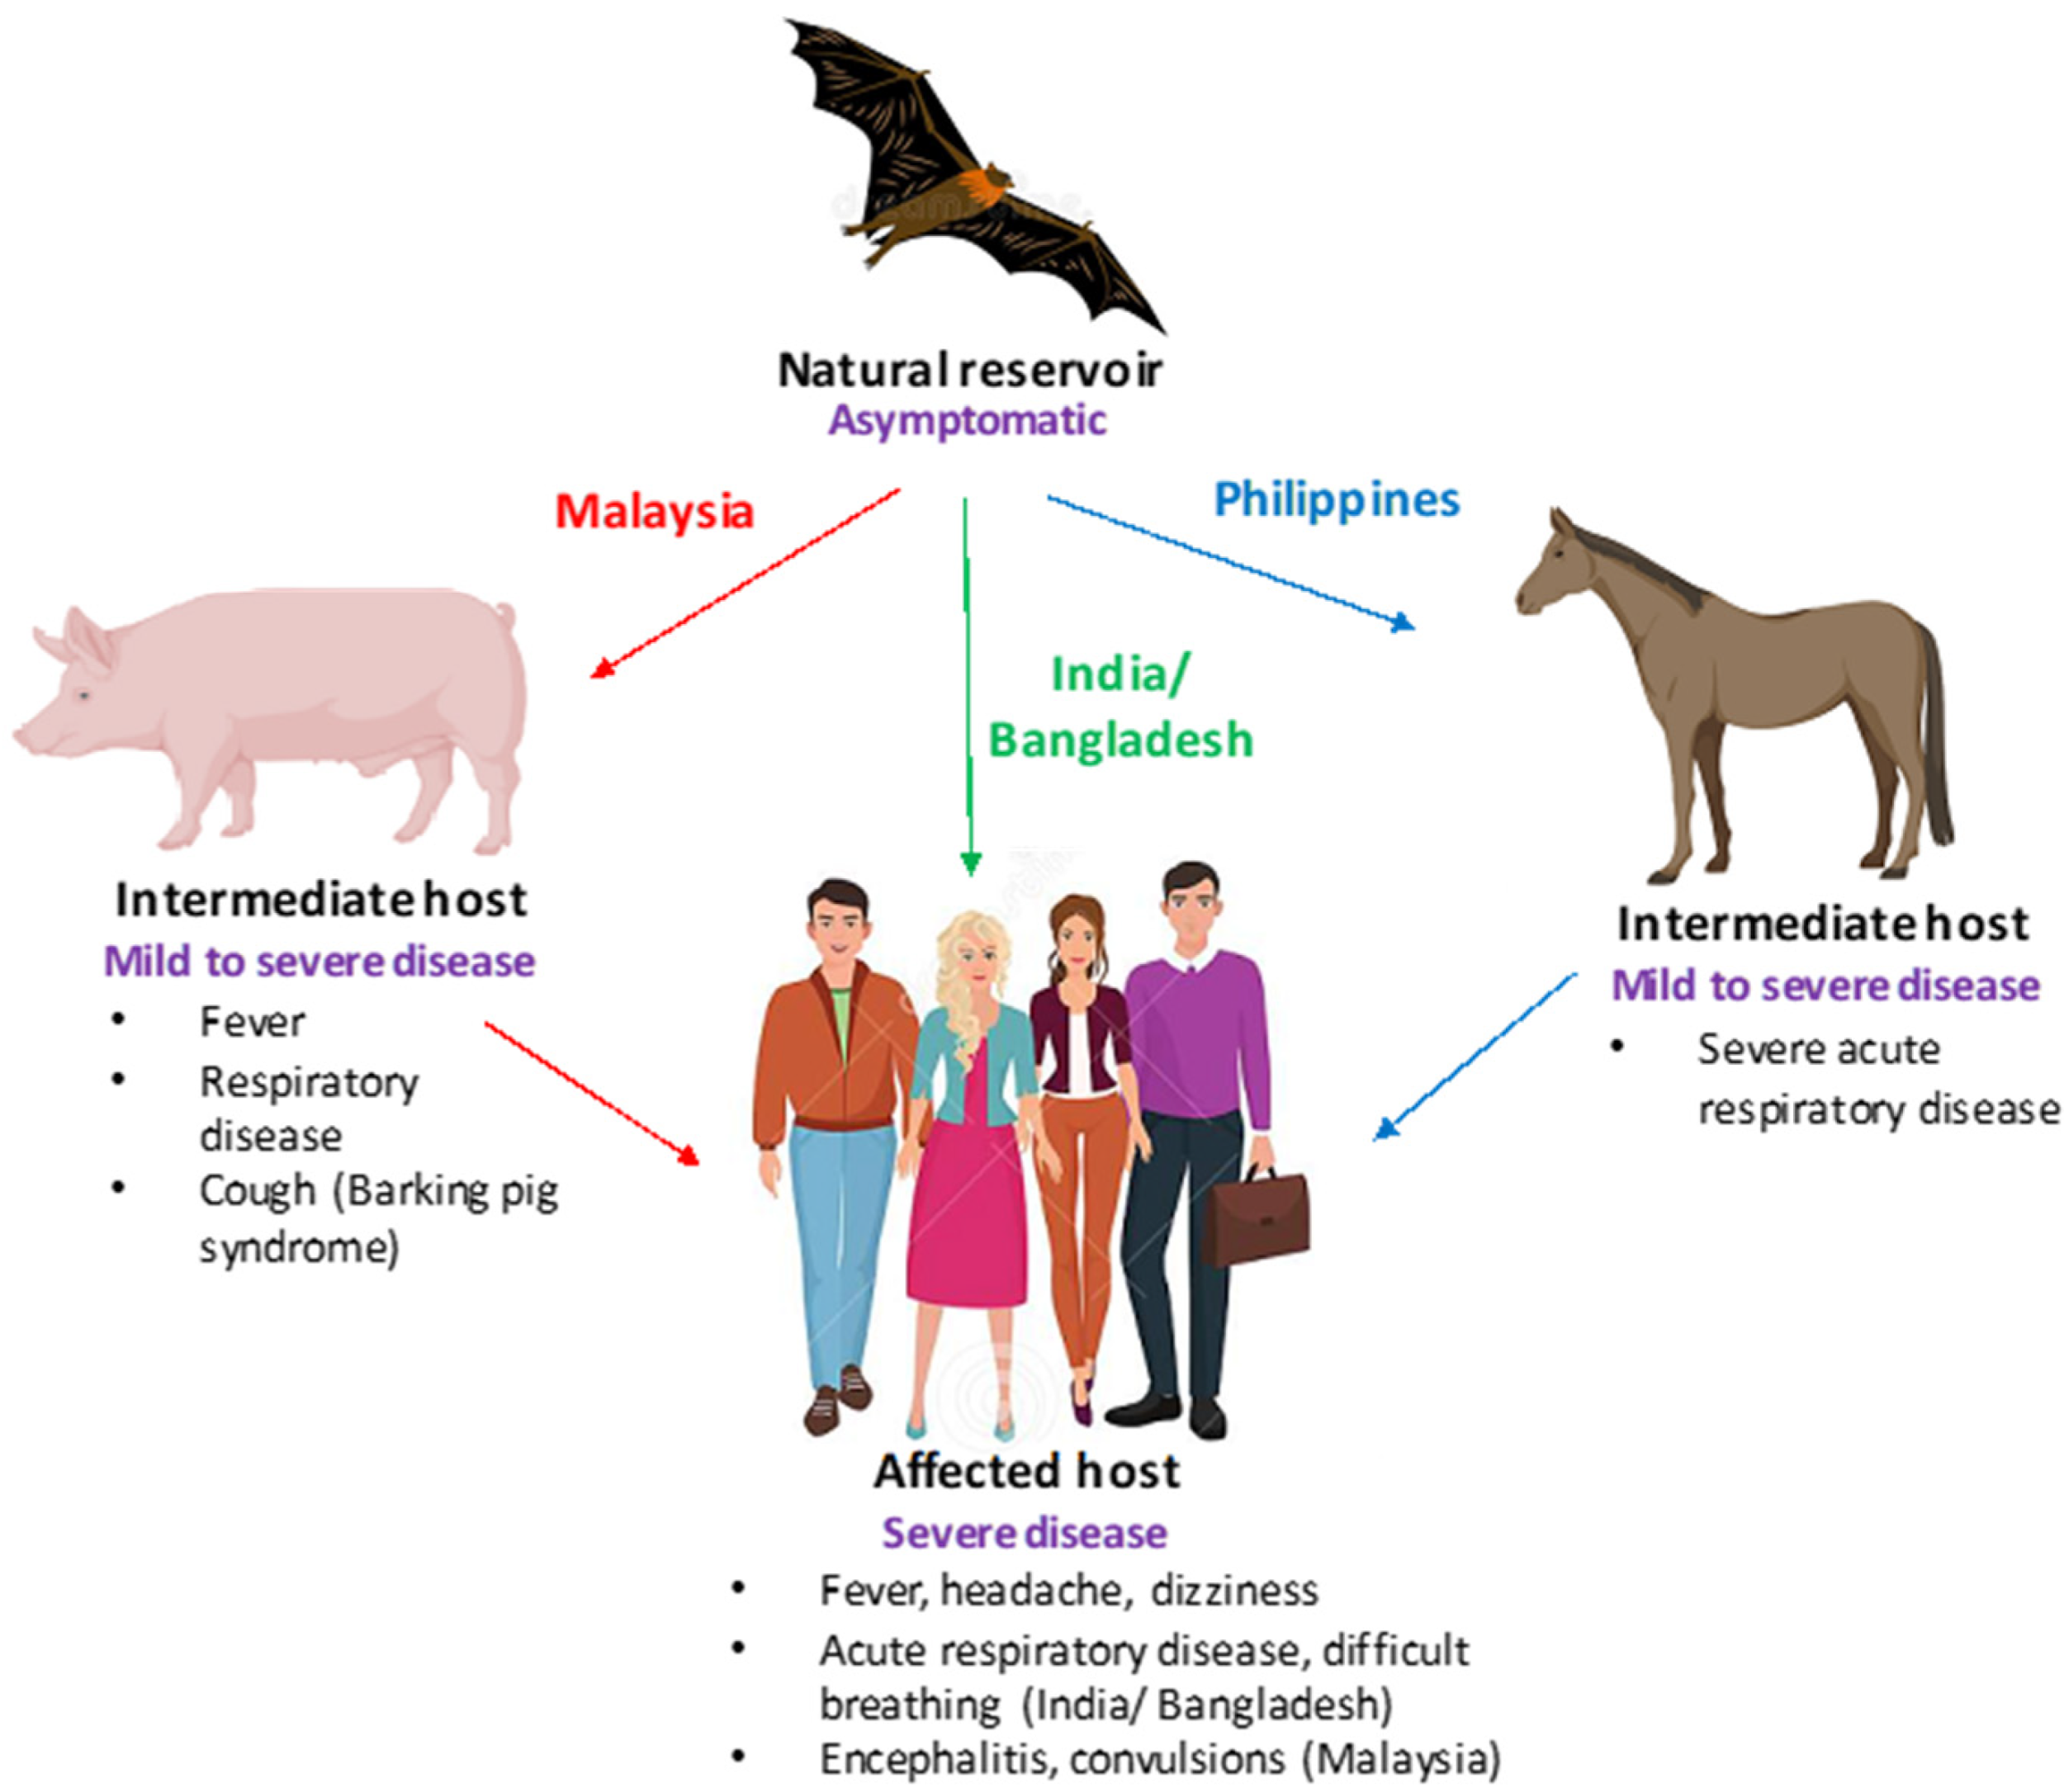 Natural reservoir
Asymptomatic
Malaysia
Philippines
India/
Bangladesh
Intermediate host
Mild to severe disease
• Fever
• Respiratory
disease
• Cough (Barking pig
syndrome)
Intermediate host
Mild to severe disease
• Severe acute
respiratory disease
Affected host
Severe disease
• Fever, headache, dizziness
• Acute respiratory disease, difficult
breathing (India/ Bangladesh)
• Encephalitis, convulsions (Malaysia)